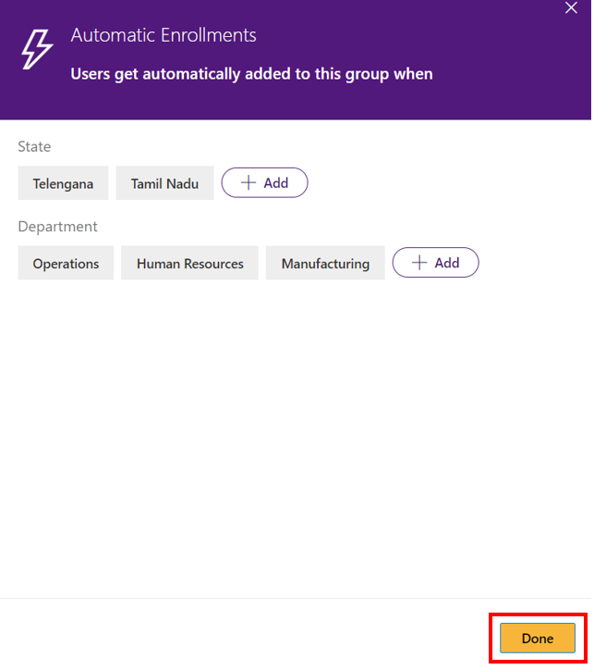 Automatic Enrollments
Users get automatically added to this group when
State
Telengana Tamil Nadu + Add
Department
Operations Human Resources Manufacturing + Add
Done